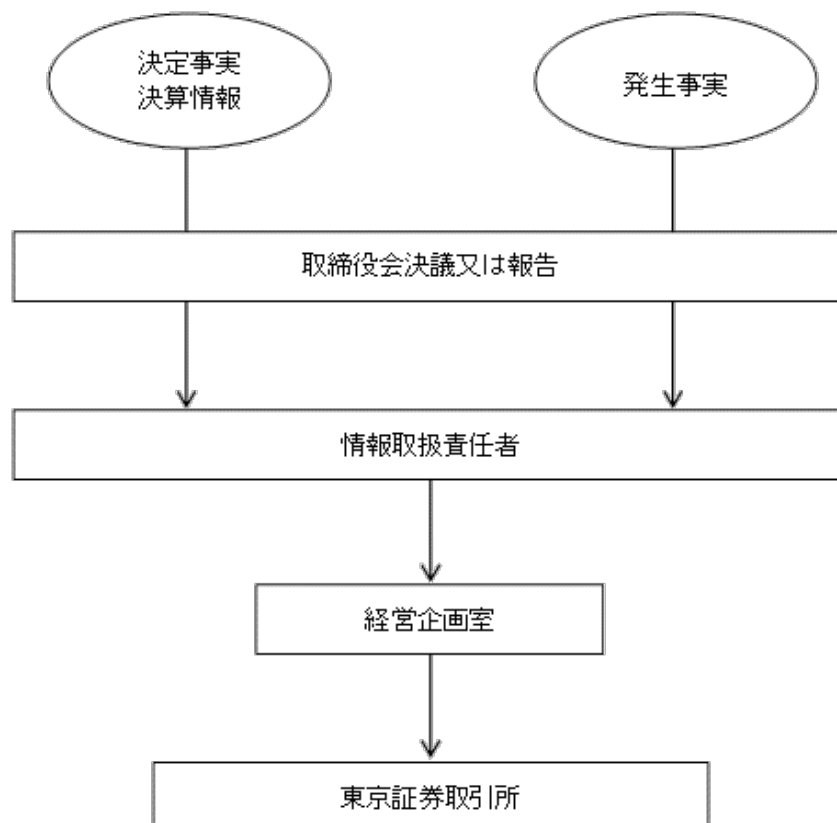 決定事実
決算情報
発生事実
取締役会決議又は報告
情報取扱責任者
経営企画室
東京証券取引所